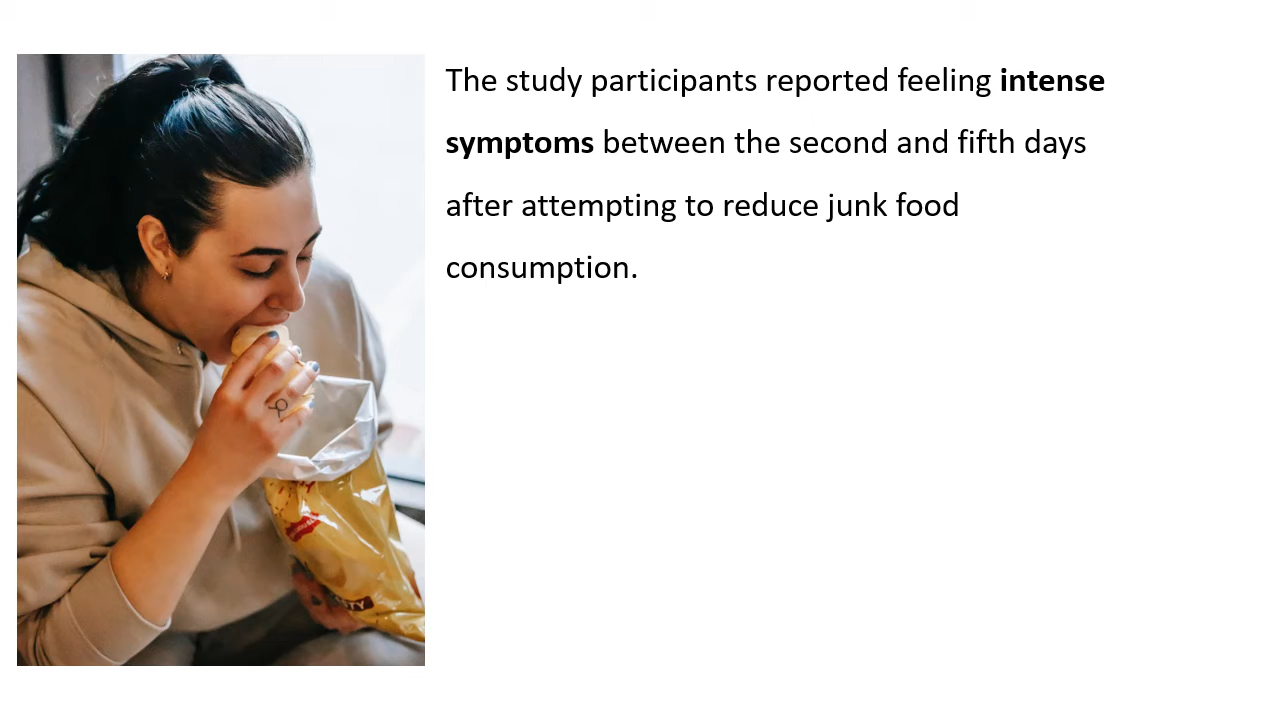 The study participants reported feeling intense
symptoms between the second and fifth days
after attempting to reduce junk food
consumption.